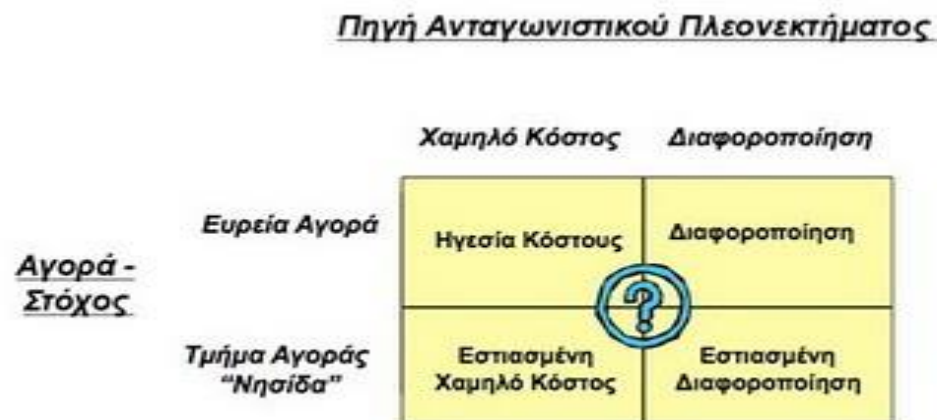 Πηγή Ανταγωνιστικού Πλεονεκτήματος
Χαμηλό Κόστος Διαφοροποίηση
Ευρεία Αγορά
Ηγεσία Κόστους Διαφοροποίηση
Αγορά -
Στόχος
?
Τμήμα Αγοράς
“Νησίδα”
Εστιασμένη
Χαμηλό Κόστος
Εστιασμένη
Διαφοροποίηση